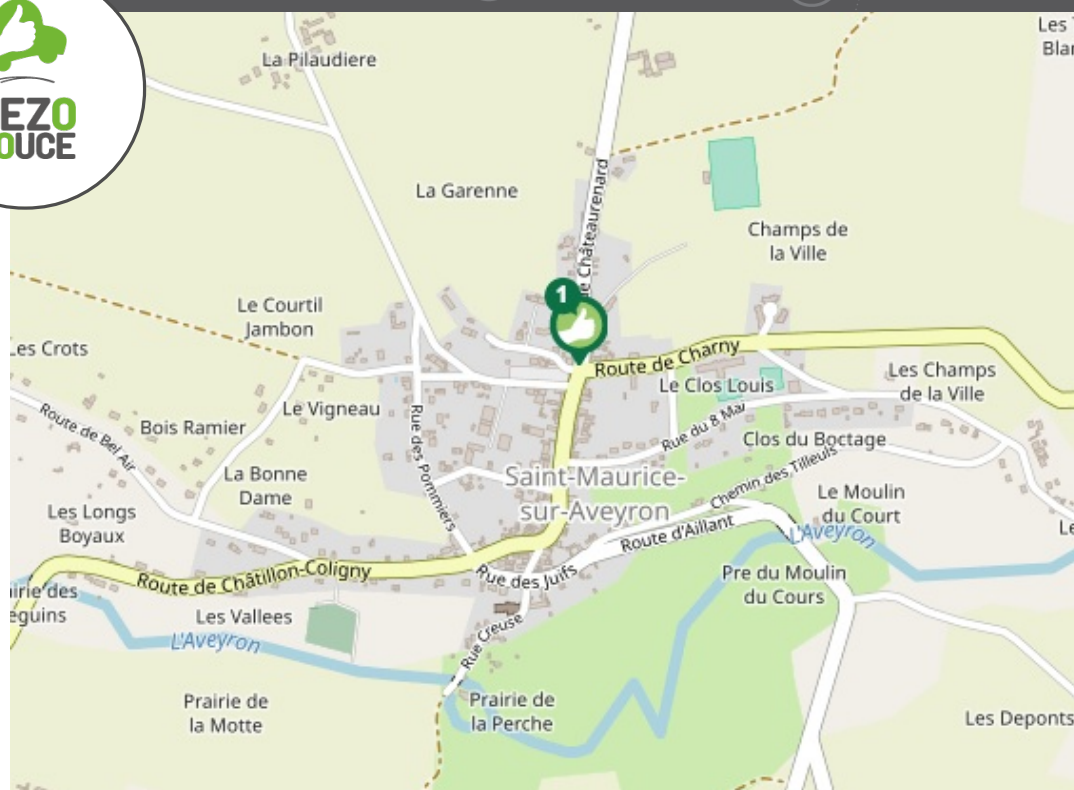 EZO
OUCE
La Pilaudiere
La Garenne
Châteaurenard
Champs de
la Ville
1
Le Courtil
Jambon
Les Crots
Route de Charny
Le Clos Louis
Les Champs
de la Ville
Le Vigneau
Bois Ramier
Route de Bel Air
Rue des Pommiers
Rue du 8 Mai
Clos du Boctage
La Bonne
Dame
Saint-Maurice-
sur-Aveyron
Chemin des Tilleuls
Le Moulin
du Court
Les Longs
Boyaux
Route d'Aillant
L'Aveyron
Route de Châtillon-Coligny
Rue des Juifs
Pre du Moulin
du Cours
Les Vallees
L'Aveyron
Rue Creuse
Prairie de
la Motte
Prairie de
la Perche
Les Deponts